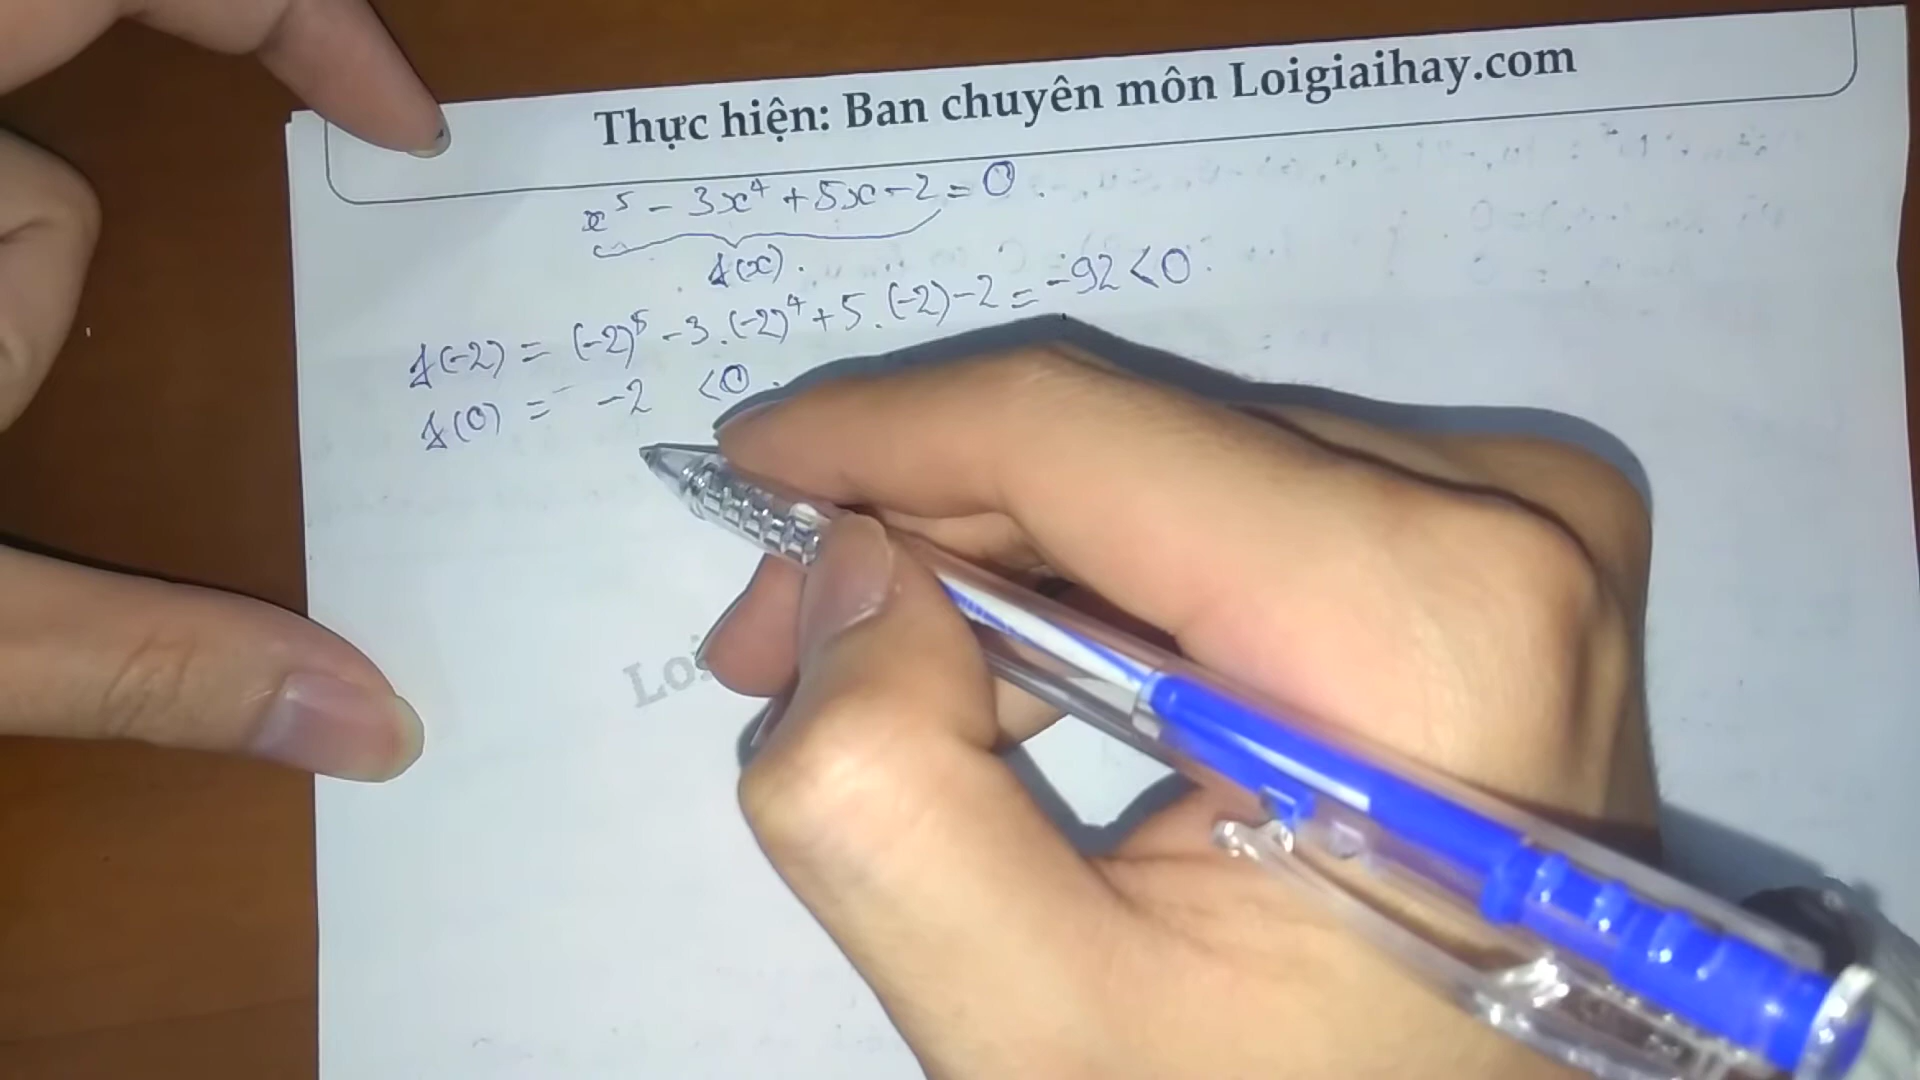 Thực hiện: Ban chuyên môn Loigiaihay.com
x⁵ - 3x⁴ + 5x - 2 = 0.
f(x).
f(-2) = (-2)⁵ - 3.(-2)⁴ + 5.(-2) - 2 = -92 < 0.
f(0) = -2 < 0.
Loi